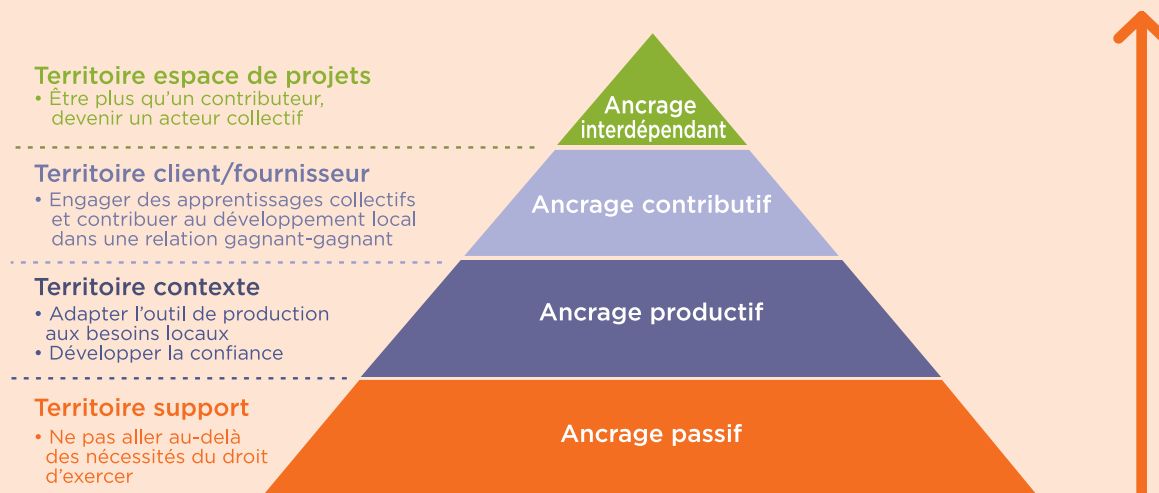 Territoire espace de projets
• Être plus qu’un contributeur,
devenir un acteur collectif
Ancrage
interdépendant
Territoire client/fournisseur
• Engager des apprentissages collectifs
et contribuer au développement local
dans une relation gagnant-gagnant
Ancrage contributif
Territoire contexte
• Adapter l’outil de production
aux besoins locaux
• Développer la confiance
Ancrage productif
Territoire support
• Ne pas aller au-delà
des nécessités du droit
d’exercer
Ancrage passif